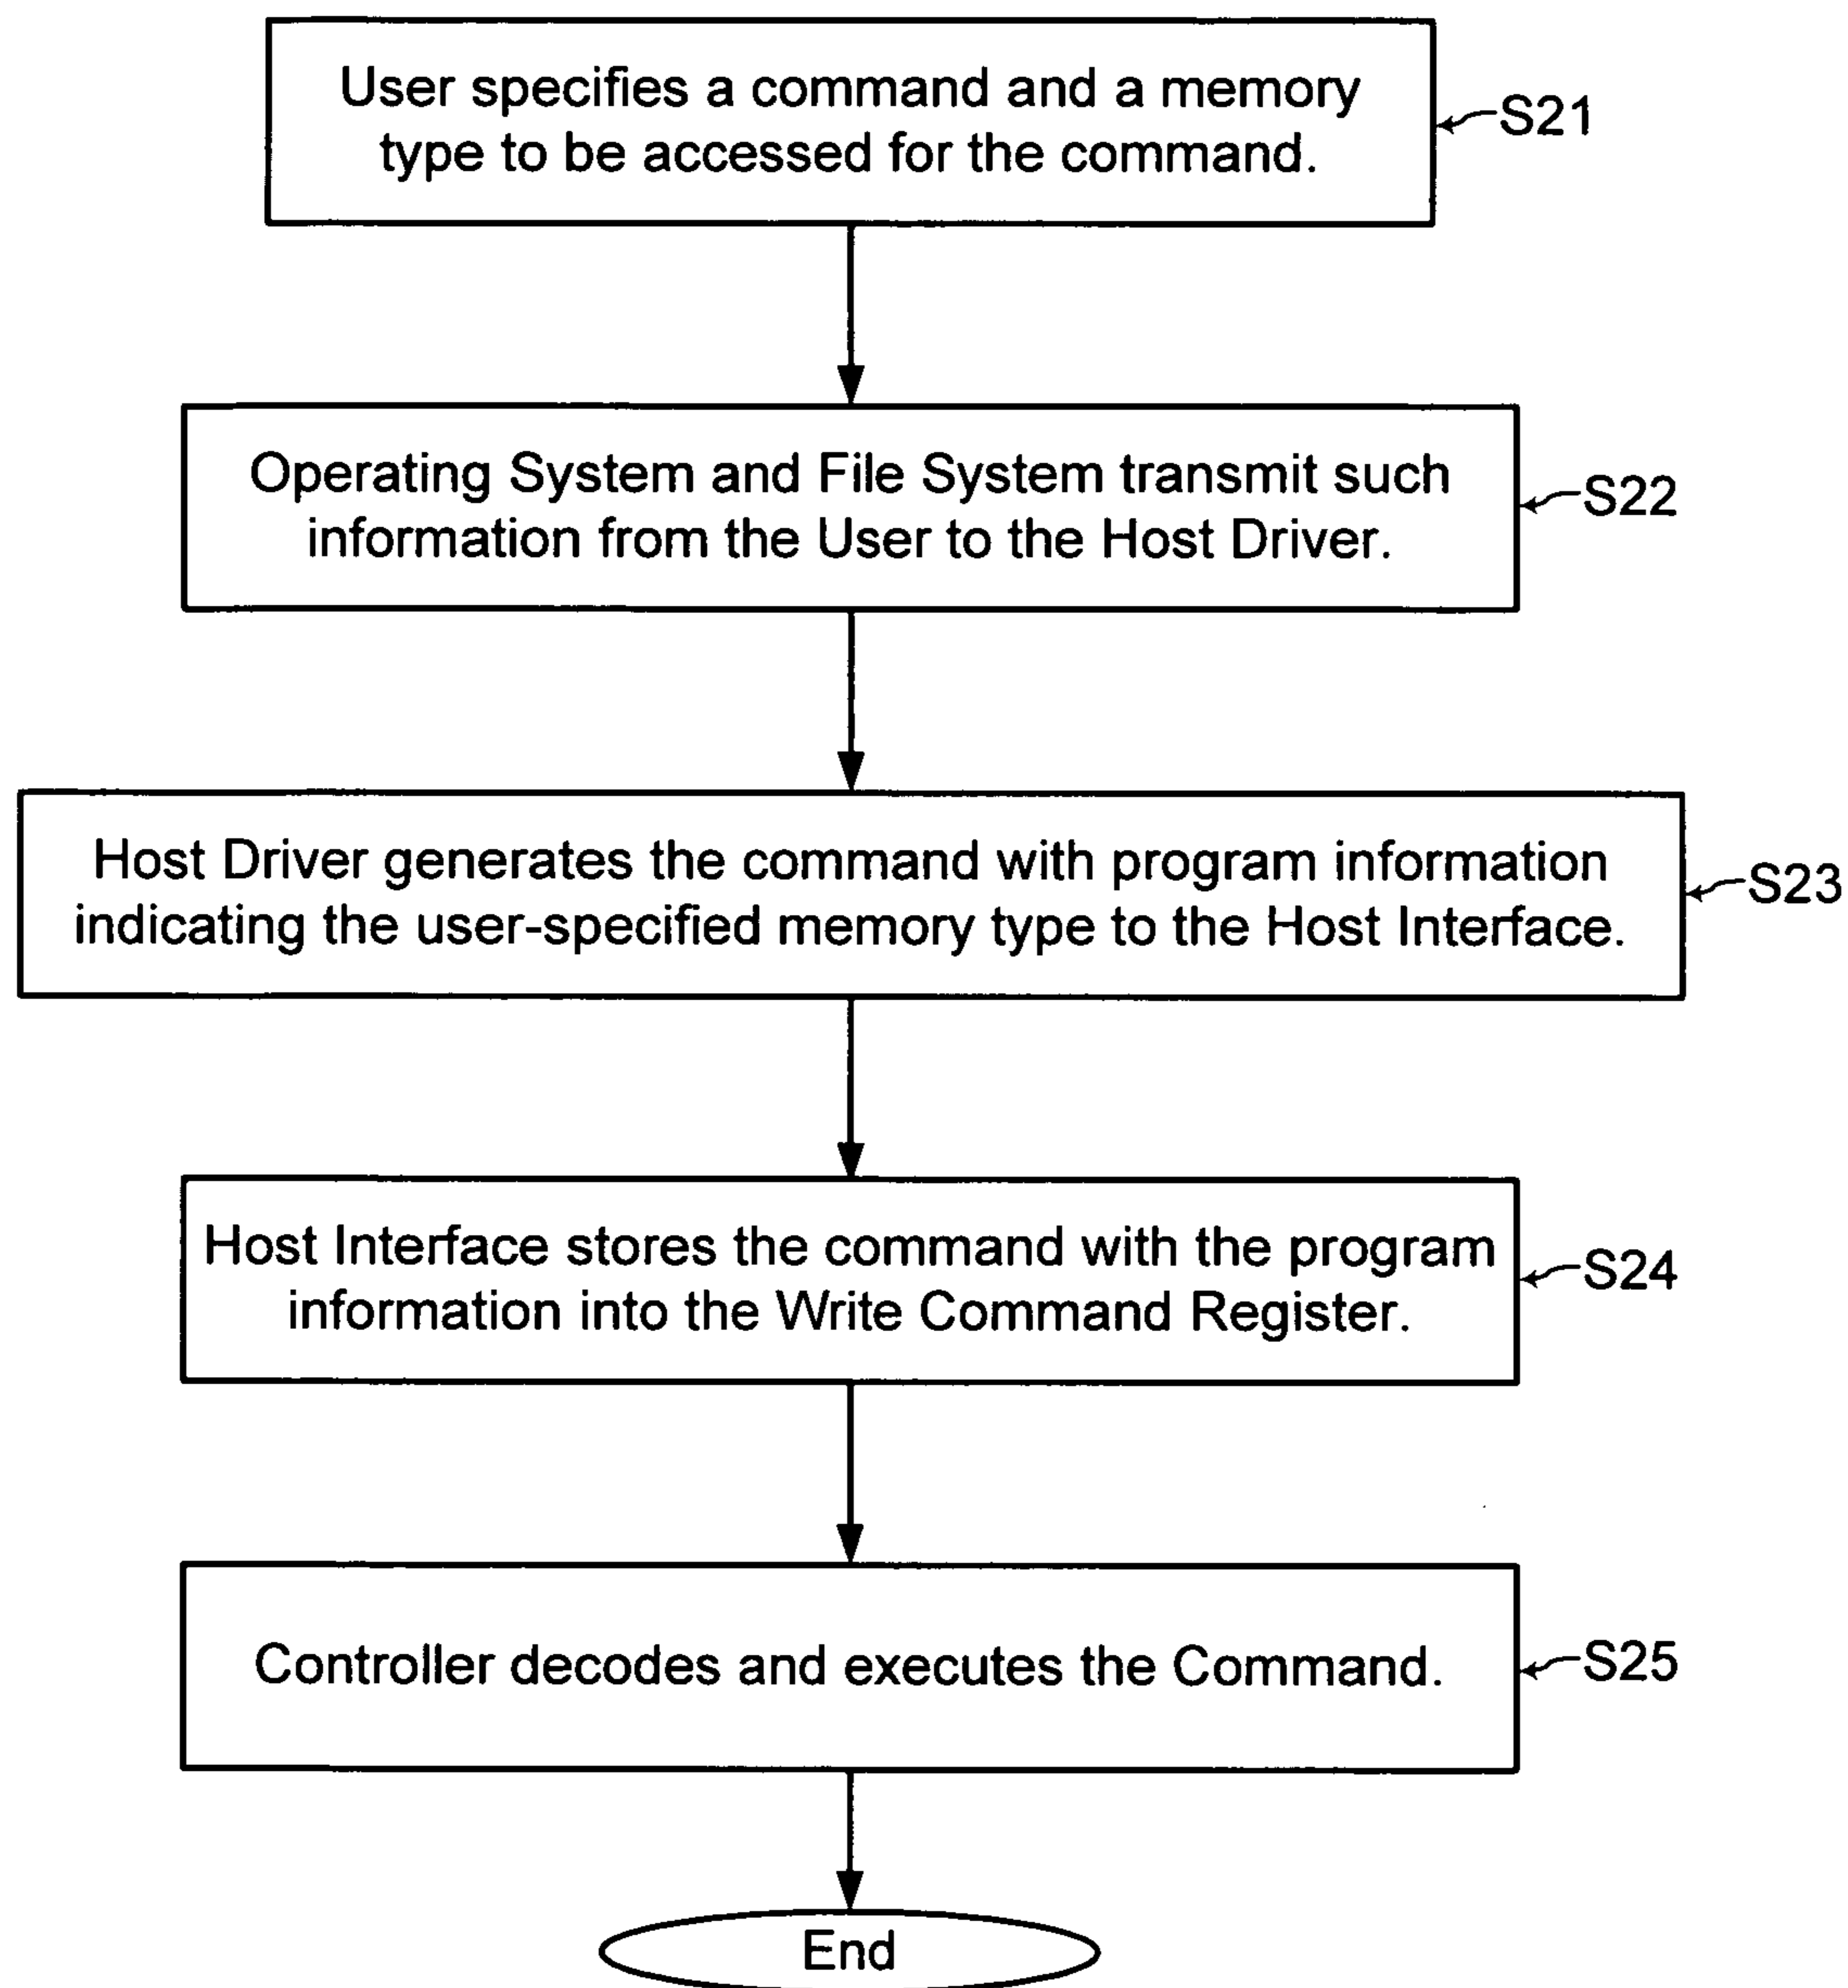 User specifies a command and a memory
type to be accessed for the command.
S21
Operating System and File System transmit such
information from the User to the Host Driver.
S22
Host Driver generates the command with program information
indicating the user-specified memory type to the Host Interface.
S23
Host Interface stores the command with the program
information into the Write Command Register.
S24
Controller decodes and executes the Command.
S25
End